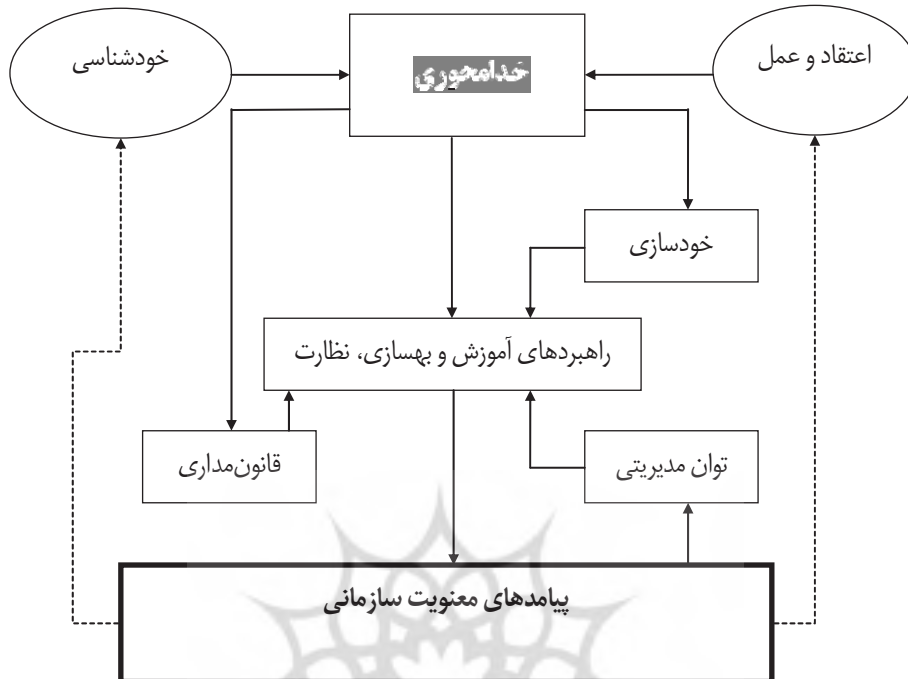 اعتقاد و عمل
خدامحوری
خودشناسی
خودسازی
راهبردهای آموزش و بهسازی، نظارت
توان مدیریتی
قانون‌مداری
پیامدهای معنویت سازمانی